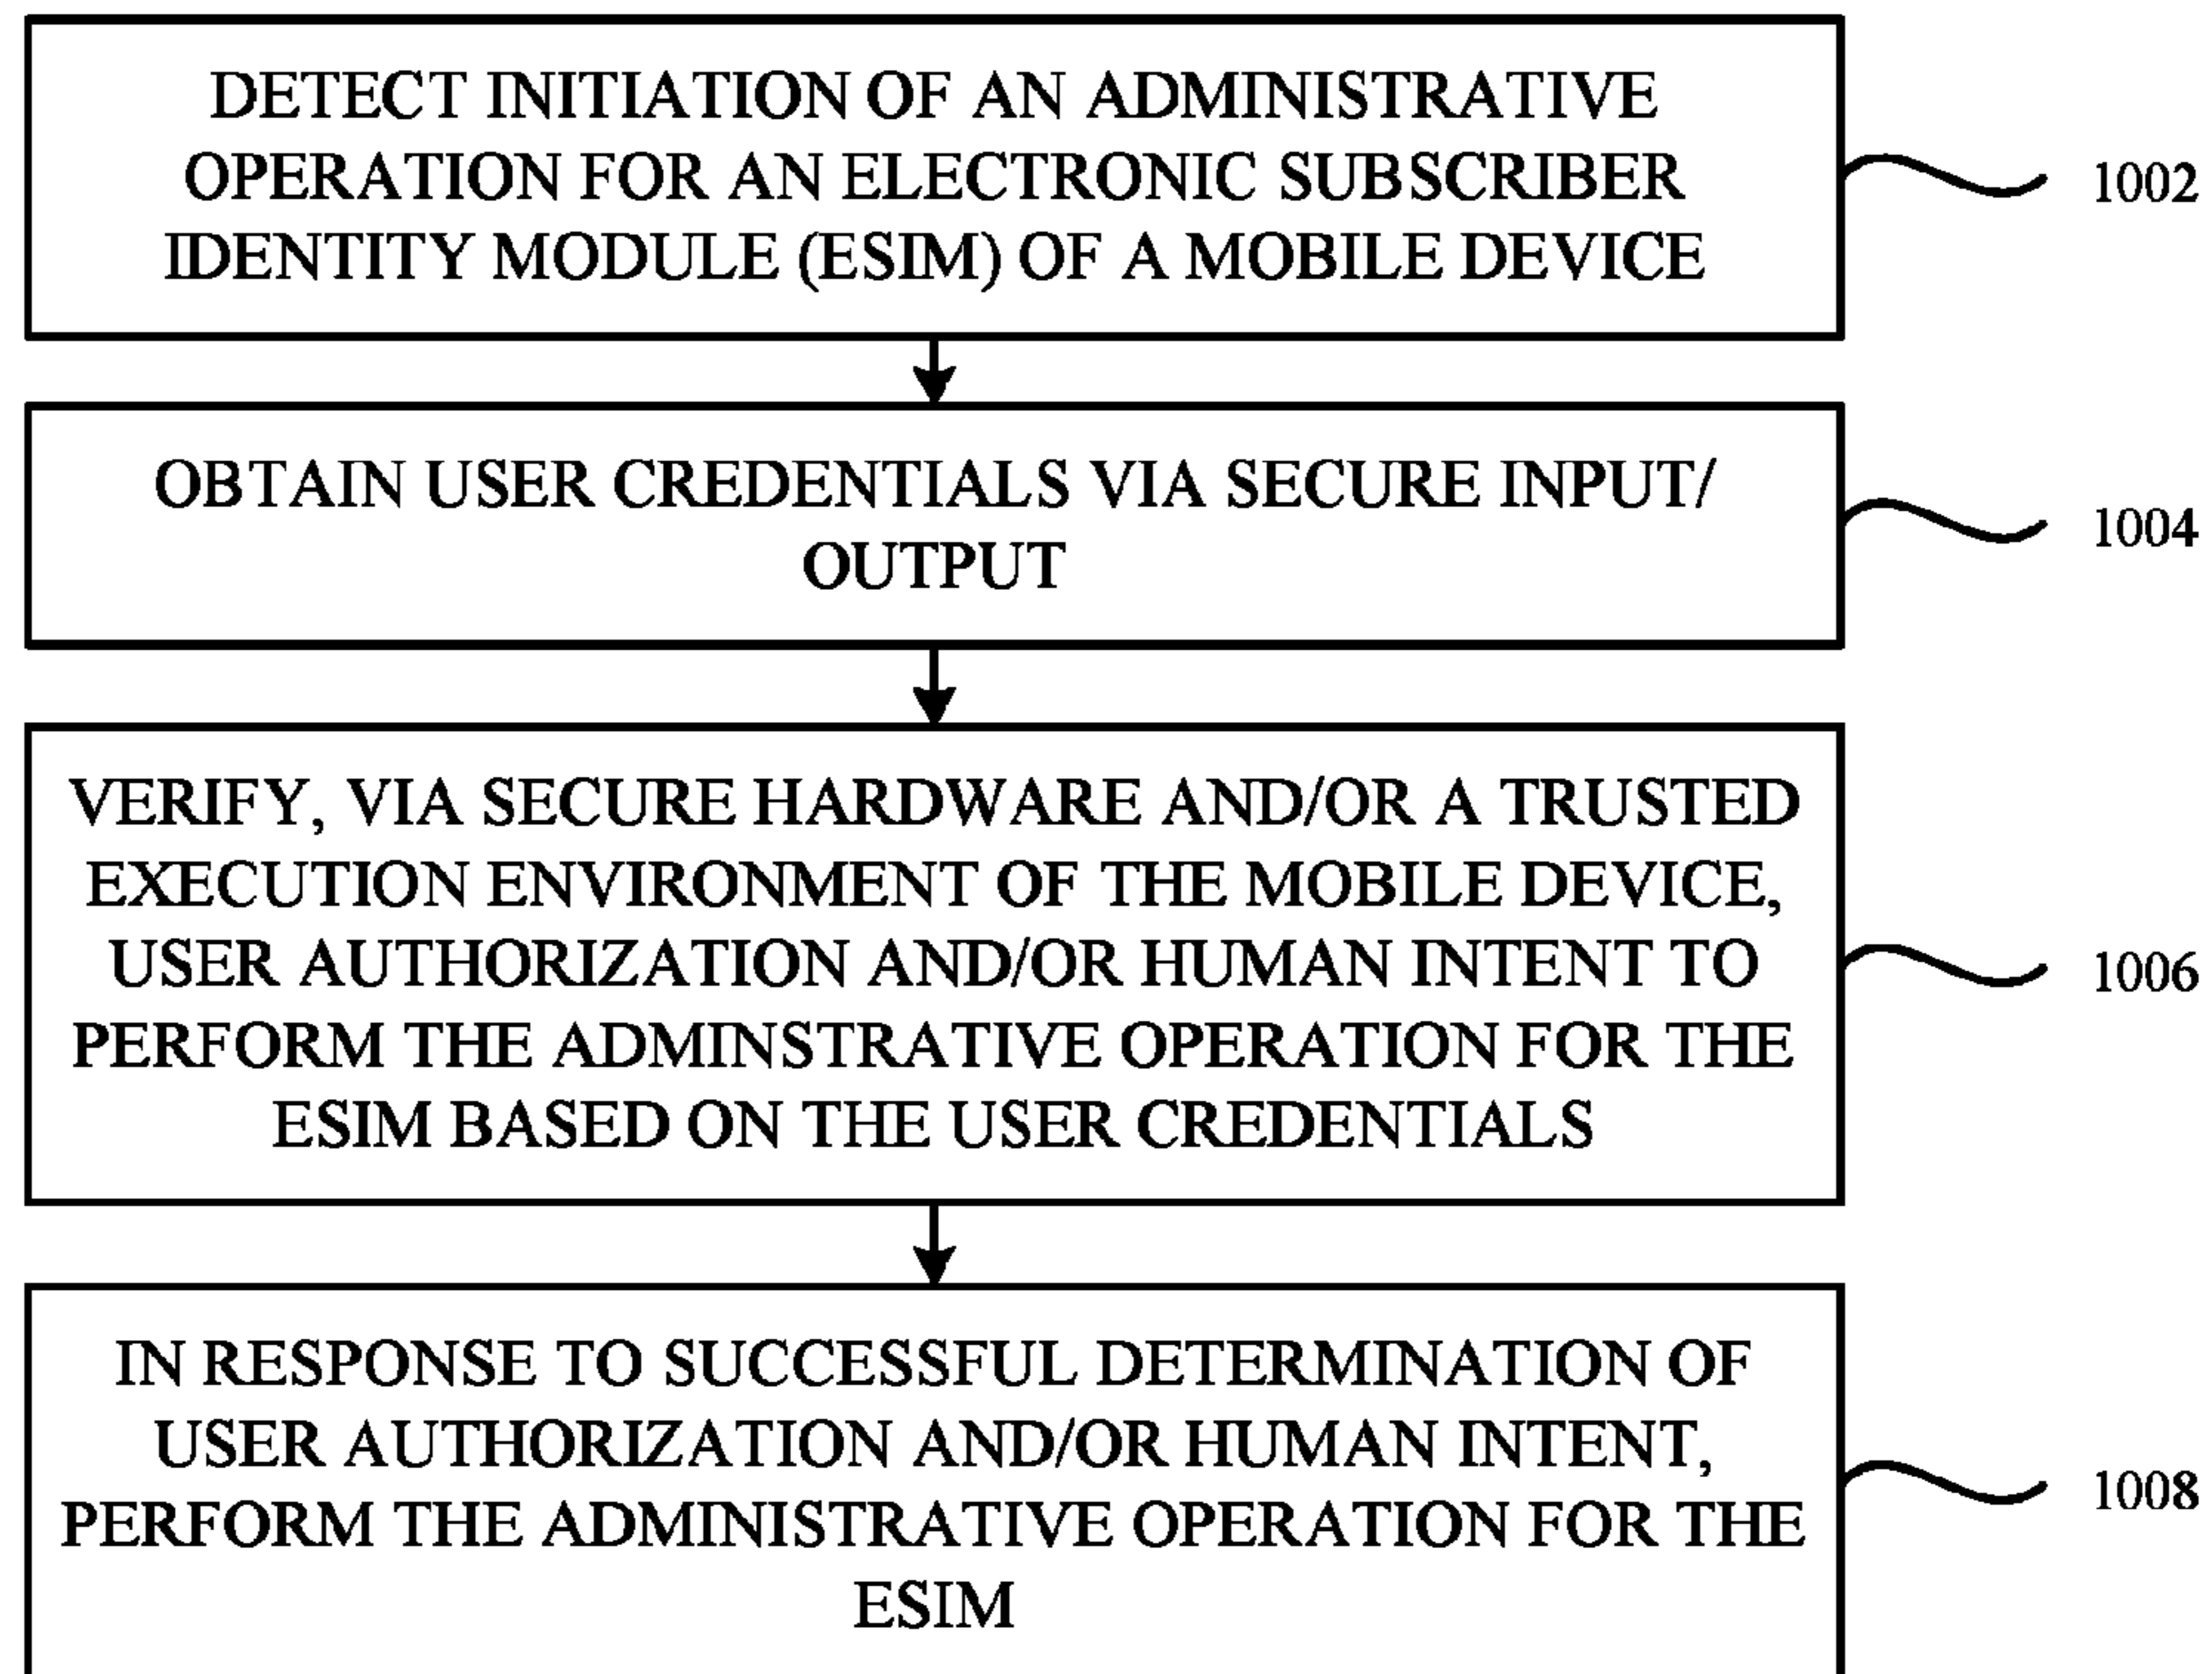 DETECT INITIATION OF AN ADMINISTRATIVE
OPERATION FOR AN ELECTRONIC SUBSCRIBER
IDENTITY MODULE (ESIM) OF A MOBILE DEVICE
1002
OBTAIN USER CREDENTIALS VIA SECURE INPUT/
OUTPUT
1004
VERIFY, VIA SECURE HARDWARE AND/OR A TRUSTED
EXECUTION ENVIRONMENT OF THE MOBILE DEVICE,
USER AUTHORIZATION AND/OR HUMAN INTENT TO
PERFORM THE ADMINSTRATIVE OPERATION FOR THE
ESIM BASED ON THE USER CREDENTIALS
1006
IN RESPONSE TO SUCCESSFUL DETERMINATION OF
USER AUTHORIZATION AND/OR HUMAN INTENT,
PERFORM THE ADMINISTRATIVE OPERATION FOR THE
ESIM
1008